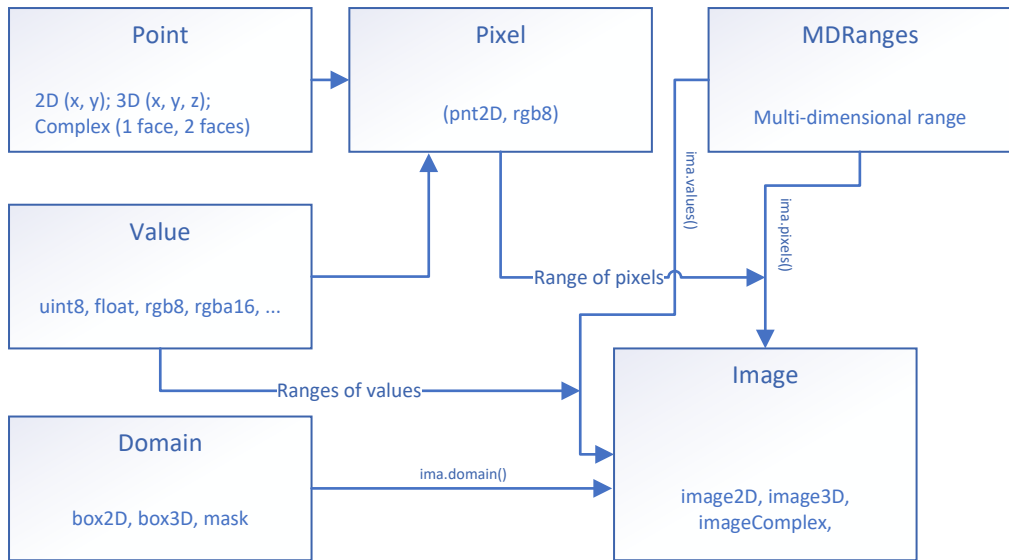 Point
2D (x, y); 3D (x, y, z);
Complex (1 face, 2 faces)
Pixel
(pnt2D, rgb8)
MDRanges
Multi-dimensional range
ima.values()
ima.pixels()
Value
uint8, float, rgb8, rgba16, ...
Range of pixels
Ranges of values
Domain
box2D, box3D, mask
ima.domain()
Image
image2D, image3D,
imageComplex,